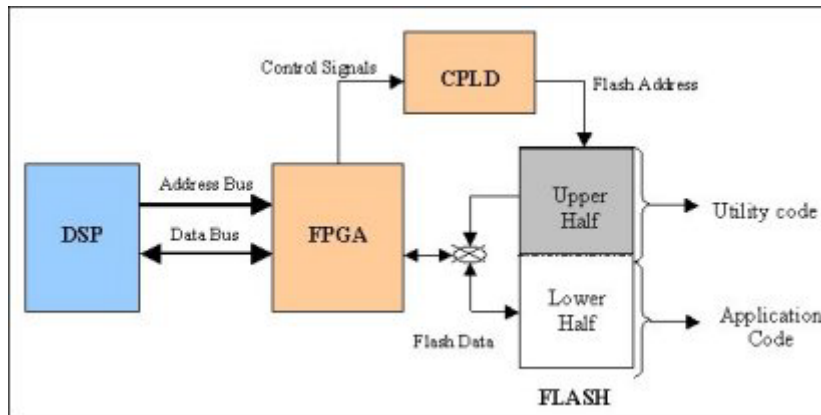 Control Signals
CPLD
Flash Address
Address Bus
DSP
Data Bus
FPGA
Upper
Half
Utility code
Lower
Half
Flash Data
Application
Code
FLASH